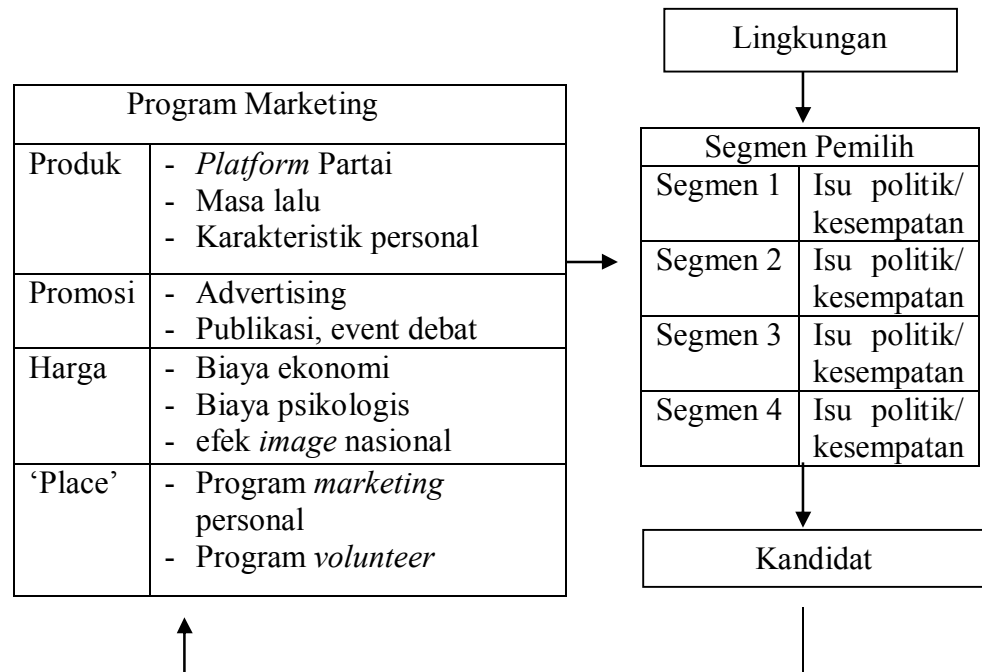 Lingkungan
Program Marketing
Produk
- Platform Partai
- Masa lalu
- Karakteristik personal
Promosi
- Advertising
- Publikasi, event debat
Harga
- Biaya ekonomi
- Biaya psikologis
- efek image nasional
‘Place’
- Program marketing
personal
- Program volunteer
Segmen Pemilih
Segmen 1
Isu politik/
kesempatan
Segmen 2
Isu politik/
kesempatan
Segmen 3
Isu politik/
kesempatan
Segmen 4
Isu politik/
kesempatan
Kandidat